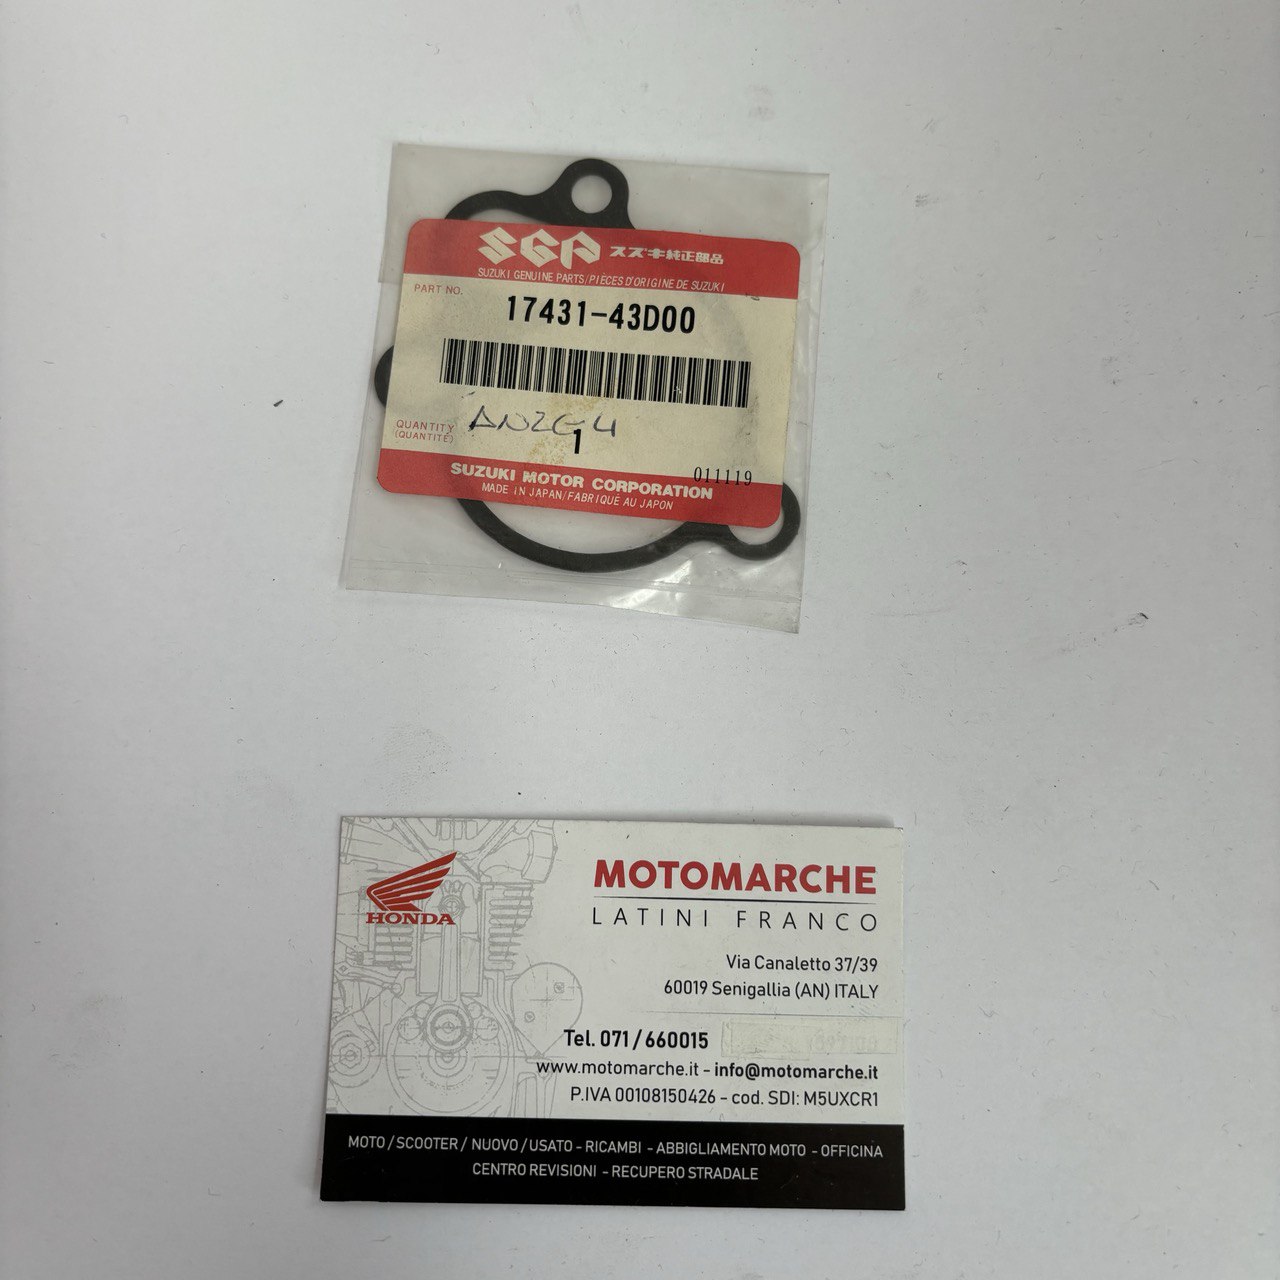 SGP スズキ純正部品
SUZUKI GENUINE PARTS/PIÈCES D'ORIGINE DE SUZUKI
PART NO.
17431-43D00
QUANTITY
(QUANTITÉ)
1
011119
SUZUKI MOTOR CORPORATION
MADE IN JAPAN/FABRIQUÉ AU JAPON
HONDA
MOTOMARCHE
LATINI FRANCO
Via Canaletto 37/39
60019 Senigallia (AN) ITALY
Tel. 071/660015
www.motomarche.it - info@motomarche.it
P.IVA 00108150426 - cod. SDI: M5UXCR1
MOTO / SCOOTER / NUOVO / USATO - RICAMBI - ABBIGLIAMENTO MOTO - OFFICINA
CENTRO REVISIONI - RECUPERO STRADALE